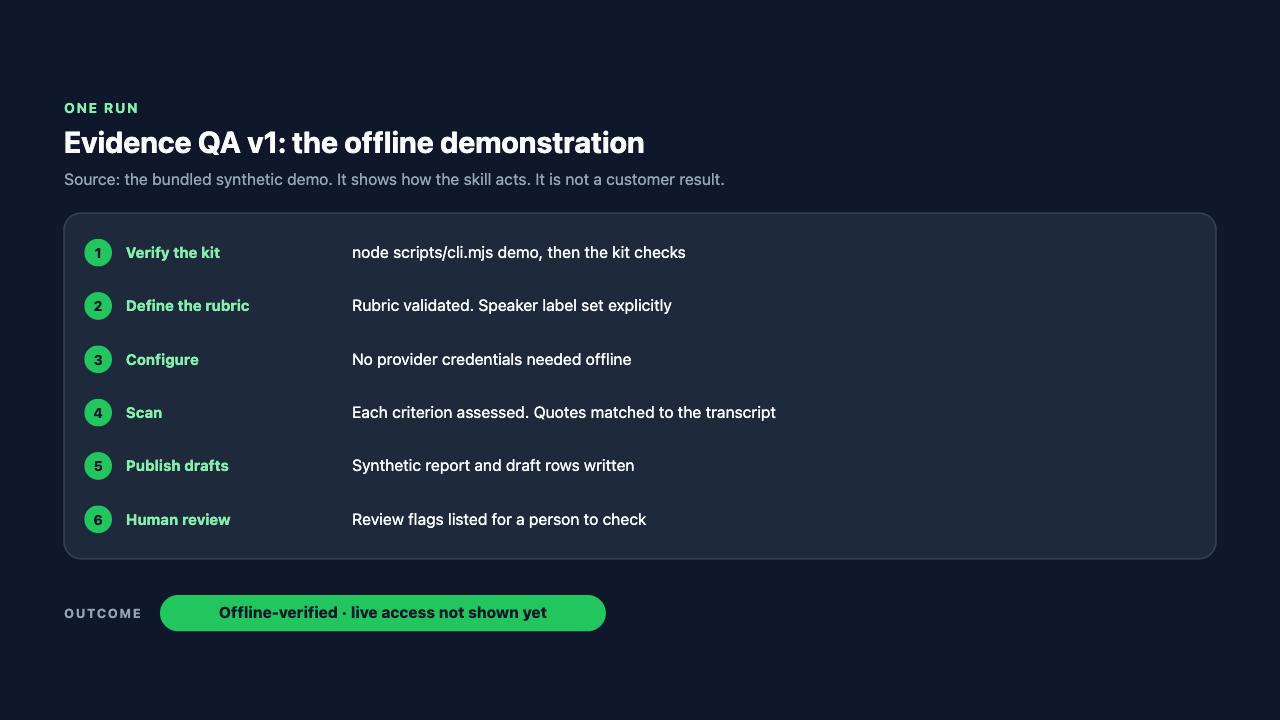 ONE RUN
Evidence QA v1: the offline demonstration
Source: the bundled synthetic demo. It shows how the skill acts. It is not a customer result.
1 Verify the kit node scripts/cli.mjs demo, then the kit checks
2 Define the rubric Rubric validated. Speaker label set explicitly
3 Configure No provider credentials needed offline
4 Scan Each criterion assessed. Quotes matched to the transcript
5 Publish drafts Synthetic report and draft rows written
6 Human review Review flags listed for a person to check
OUTCOME Offline-verified · live access not shown yet